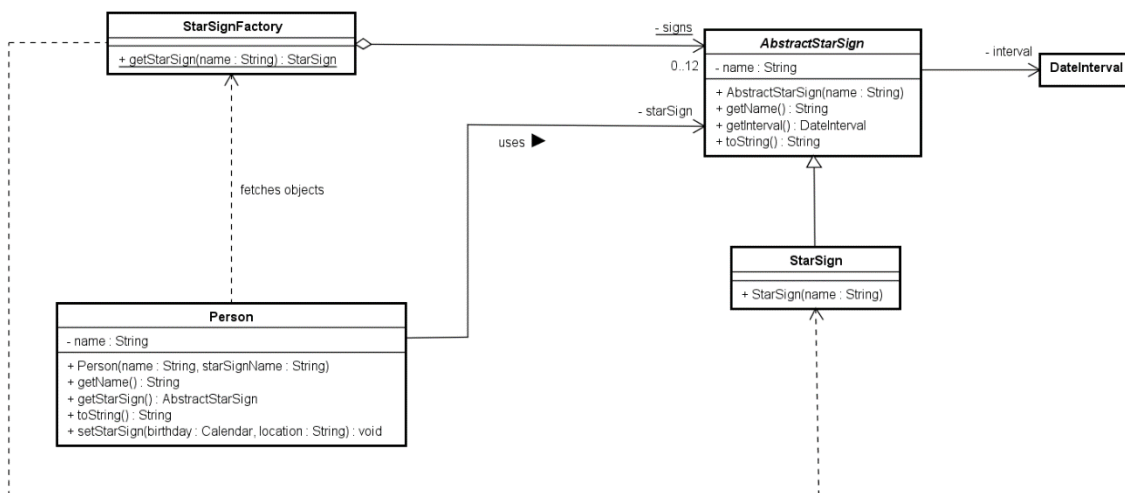 StarSignFactory
+ getStarSign(name : String) : StarSign
- signs
0..12
AbstractStarSign
- name : String
+ AbstractStarSign(name : String)
+ getName() : String
+ getInterval() : DateInterval
+ toString() : String
- interval
DateInterval
- starSign
uses
fetches objects
StarSign
+ StarSign(name : String)
Person
- name : String
+ Person(name : String, starSignName : String)
+ getName() : String
+ getStarSign() : AbstractStarSign
+ toString() : String
+ setStarSign(birthday : Calendar, location : String) : void